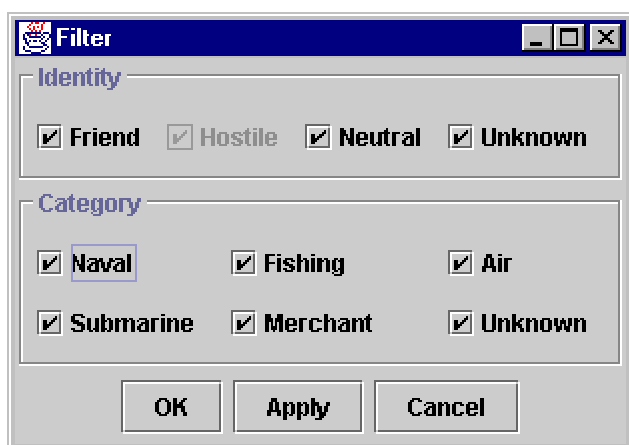 Filter
Identity
Friend Hostile Neutral Unknown
Category
Naval Fishing Air
Submarine Merchant Unknown
OK Apply Cancel